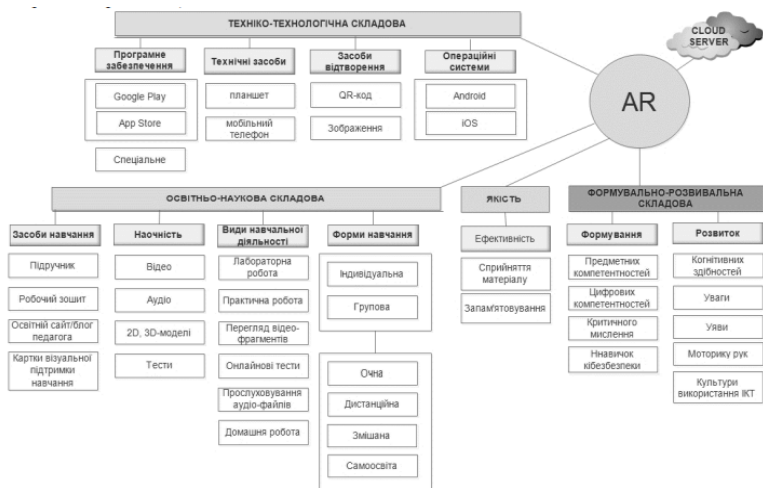 ТЕХНІКО-ТЕХНОЛОГІЧНА СКЛАДОВА
CLOUD
SERVER
Програмне
забезпечення
Технічні засоби
Засоби
відтворення
Операційні
системи
Google Play
App Store
Спеціальне
планшет
мобільний
телефон
QR-код
Зображення
Android
iOS
AR
ОСВІТНЬО-НАУКОВА СКЛАДОВА
Засоби навчання
Підручник
Робочий зошит
Освітній сайт/блог
педагога
Картки візуальної
підтримки
навчання
Наочність
Відео
Аудіо
2D, 3D-моделі
Тести
Види навчальної
діяльності
Лабораторна
робота
Практична робота
Перегляд відео-
фрагментів
Онлайнові тести
Прослуховування
аудіо-файлів
Домашня робота
Форми навчання
Індивідуальна
Групова
Очна
Дистанційна
Змішана
Самоосвіта
ЯКІСТЬ
Ефективність
Сприйняття
матеріалу
Запам'ятовування
ФОРМУВАЛЬНО-РОЗВИВАЛЬНА
СКЛАДОВА
Формування
Предметних
компетентностей
Цифрових
компетентностей
Критичного
мислення
Ннавичок
кібезбезпеки
Розвиток
Когнітивних
здібностей
Уваги
Уяви
Моторику рук
Культури
використання ІКТ